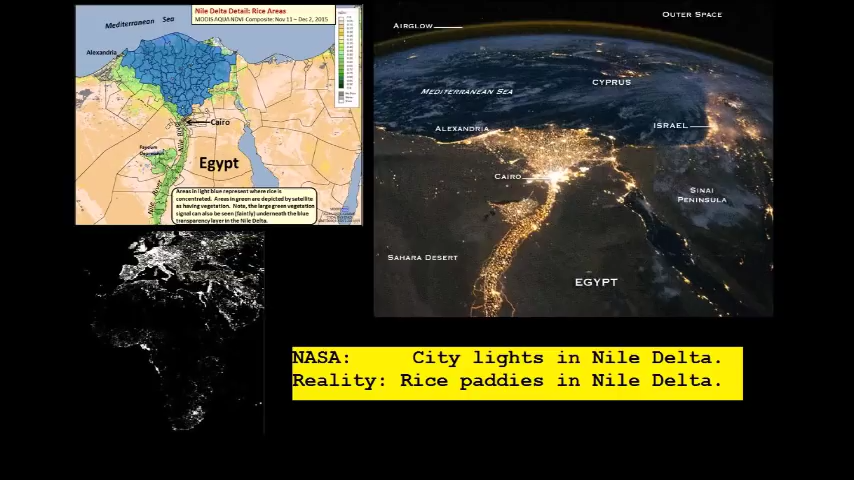 Nile Delta Detail: Rice Areas
MODIS AQUA NDVI Composite: Nov 11 – Dec 2, 2015
Mediterranean Sea
Alexandria
Cairo
Nile
Fayoum
Depression
Egypt
Nile
Areas in light blue represent where rice is
concentrated. Areas in green are depicted by satellite
as having vegetation. Note, the large green vegetation
signal can also be seen (faintly) underneath the blue
transparency layer in the Nile Delta.
OUTER SPACE
AIRGLOW
CYPRUS
MEDITERRANEAN SEA
ISRAEL
ALEXANDRIA
CAIRO
SINAI
PENINSULA
SAHARA DESERT
EGYPT
NASA: City lights in Nile Delta.
Reality: Rice paddies in Nile Delta.